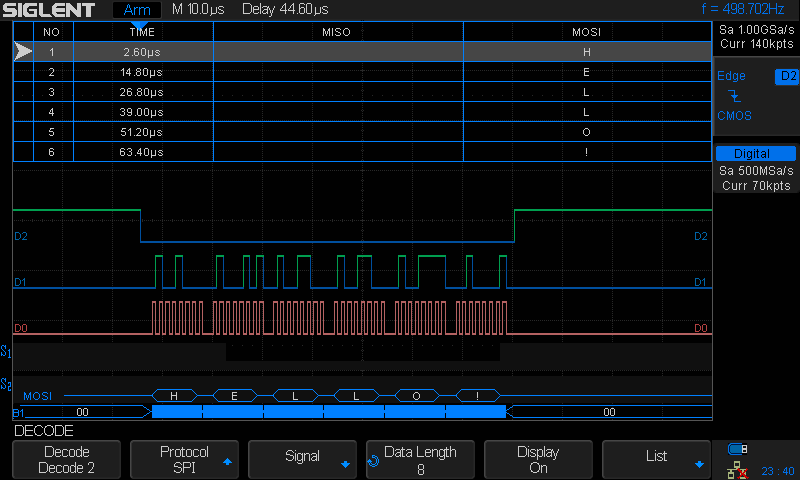 SIGLENT Arm M 10.0µs Delay 44.60µs f = 498.702Hz
Sa 1.00GSa/s
Curr 140kpts
Edge D2
CMOS
Digital
Sa 500MSa/s
Curr 70kpts
NO TIME MISO MOSI
1 2.60µs H
2 14.80µs E
3 26.80µs L
4 39.00µs L
5 51.20µs O
6 63.40µs !
D2 D2
D1 D1
D0 D0
S1
S2
MOSI H E L L O !
B1 00 00
DECODE
Decode
Decode 2
Protocol
SPI
Signal
Data Length
8
Display
On
List
23:40